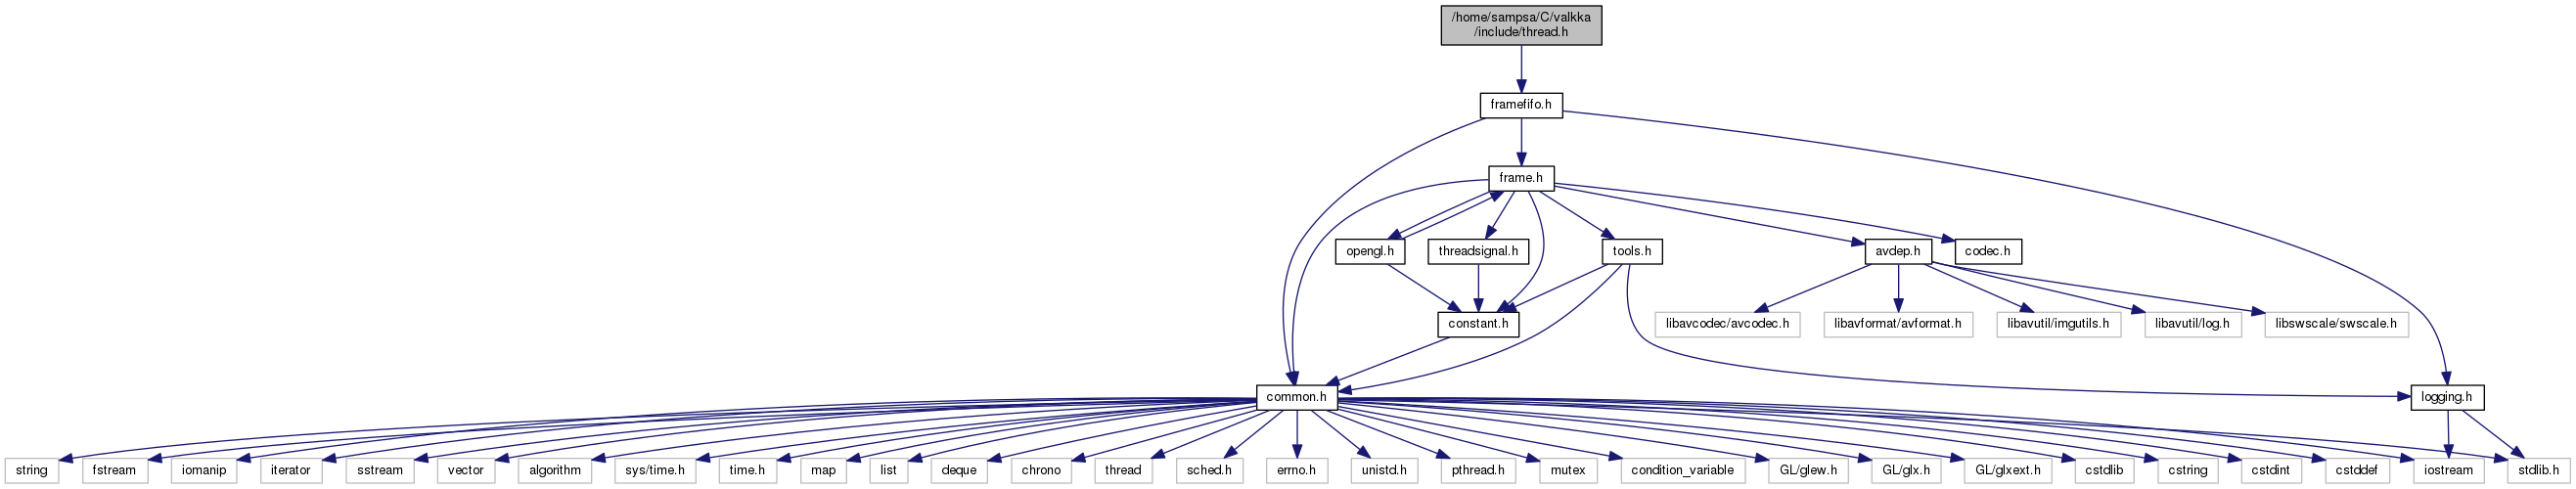 /home/sampsa/C/valkka
/include/thread.h
framefifo.h
frame.h
opengl.h
threadsignal.h
tools.h
avdep.h
codec.h
constant.h
libavcodec/avcodec.h
libavformat/avformat.h
libavutil/imgutils.h
libavutil/log.h
libswscale/swscale.h
common.h
logging.h
string
fstream
iomanip
iterator
sstream
vector
algorithm
sys/time.h
time.h
map
list
deque
chrono
thread
sched.h
errno.h
unistd.h
pthread.h
mutex
condition_variable
GL/glew.h
GL/glx.h
GL/glxext.h
cstdlib
cstring
cstdint
cstddef
iostream
stdlib.h